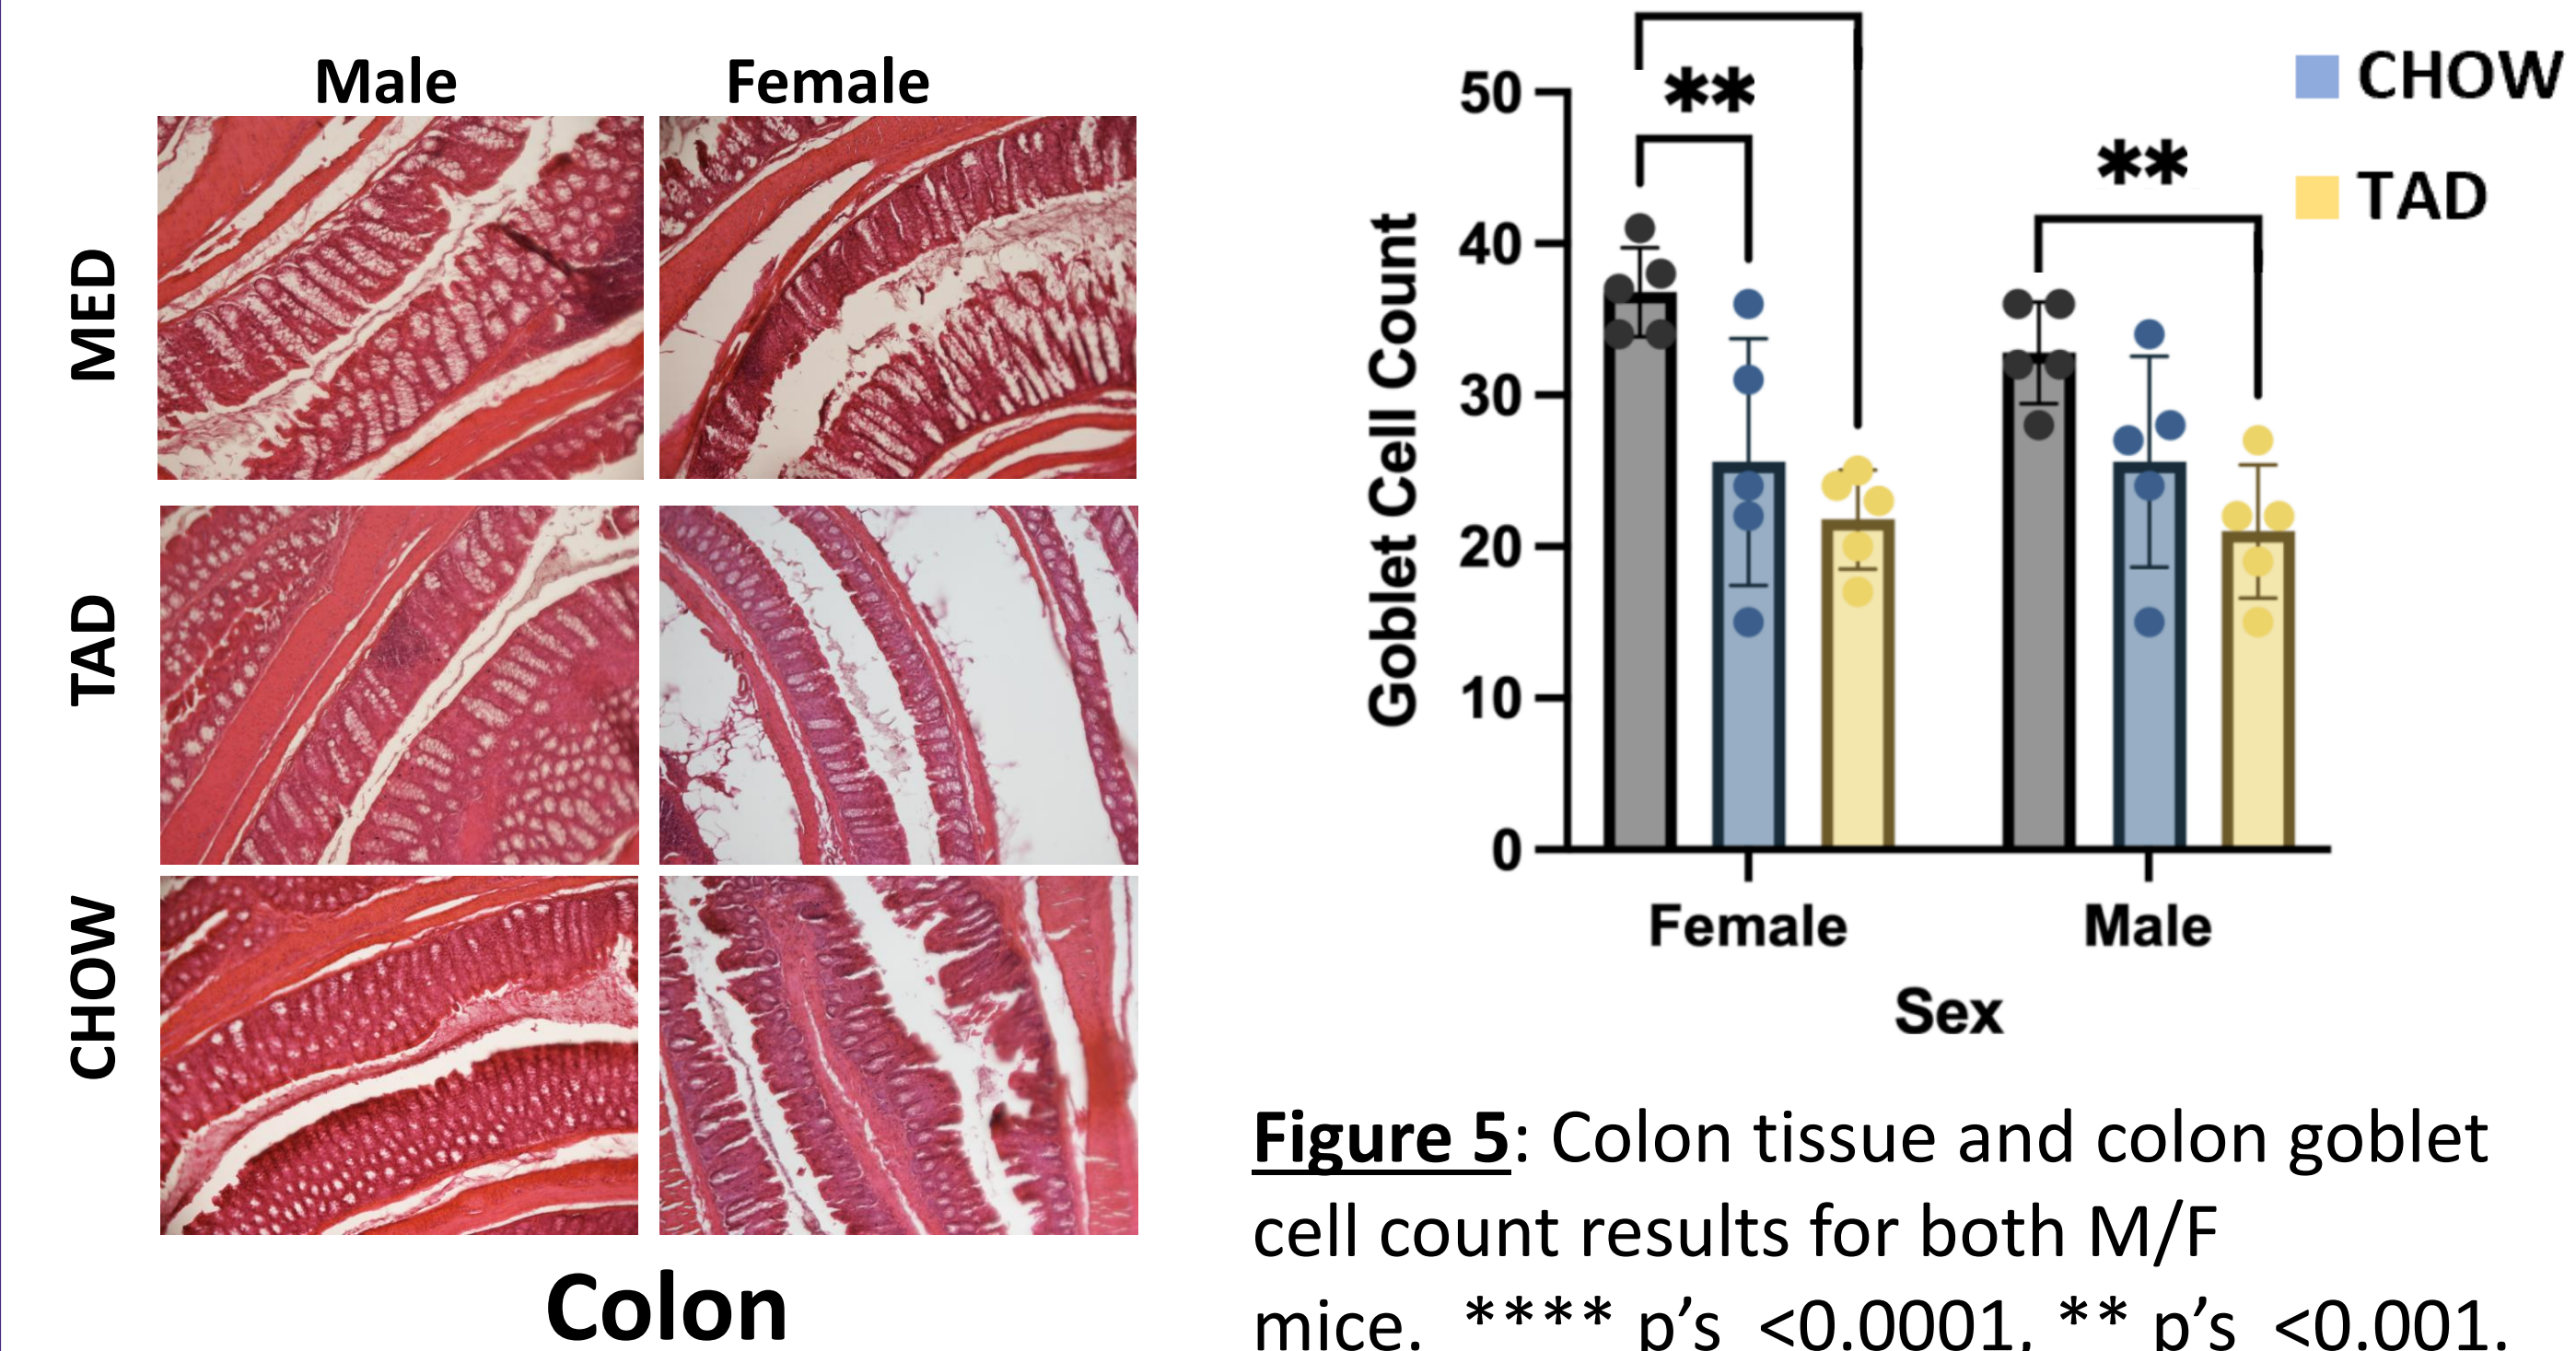 Male
Female
MED
TAD
CHOW
Colon
CHOW
TAD
**
**
Goblet Cell Count
50
40
30
20
10
0
Female
Male
Sex
Figure 5: Colon tissue and colon goblet
cell count results for both M/F
mice.  **** p’s  <0.0001, ** p’s  <0.001.